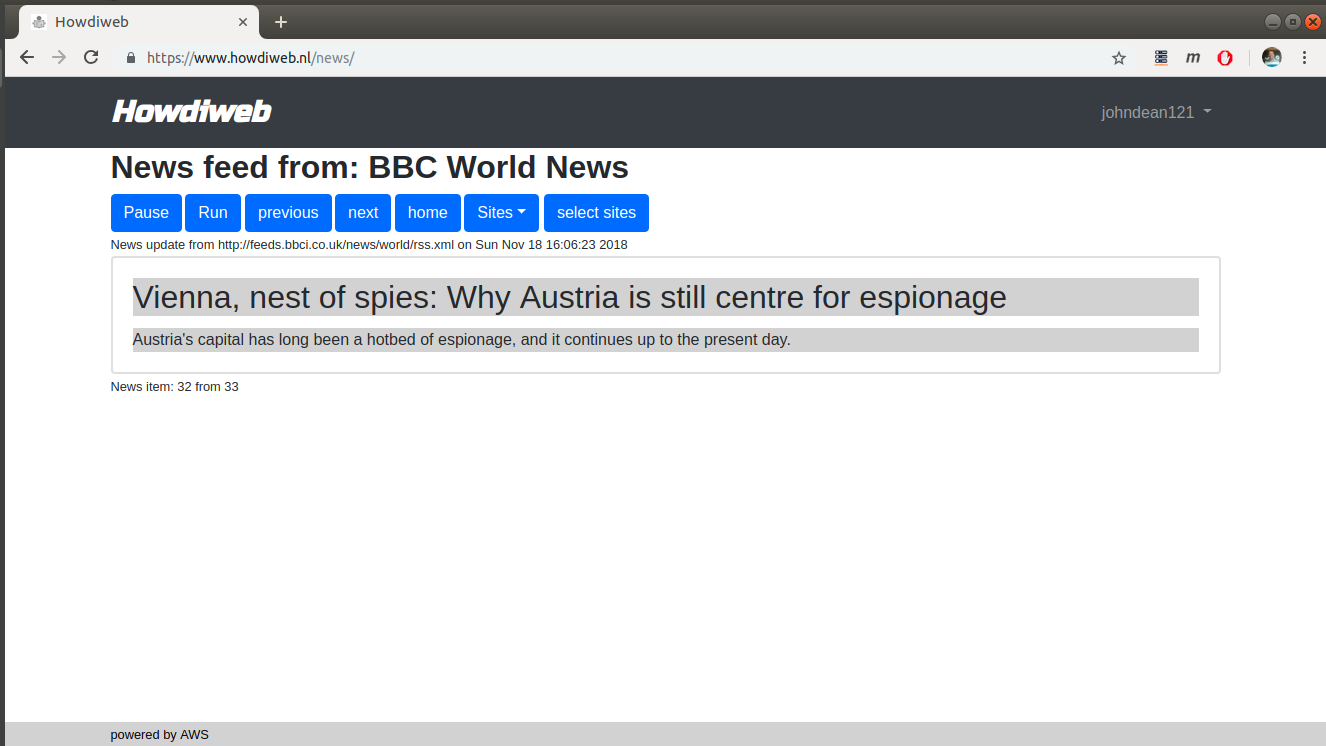 Howdiweb
https://www.howdiweb.nl/news/
m
Howdiweb
johndean121
News feed from: BBC World News
Pause Run previous next home Sites select sites
News update from http://feeds.bbci.co.uk/news/world/rss.xml on Sun Nov 18 16:06:23 2018
Vienna, nest of spies: Why Austria is still centre for espionage
Austria's capital has long been a hotbed of espionage, and it continues up to the present day.
News item: 32 from 33
powered by AWS